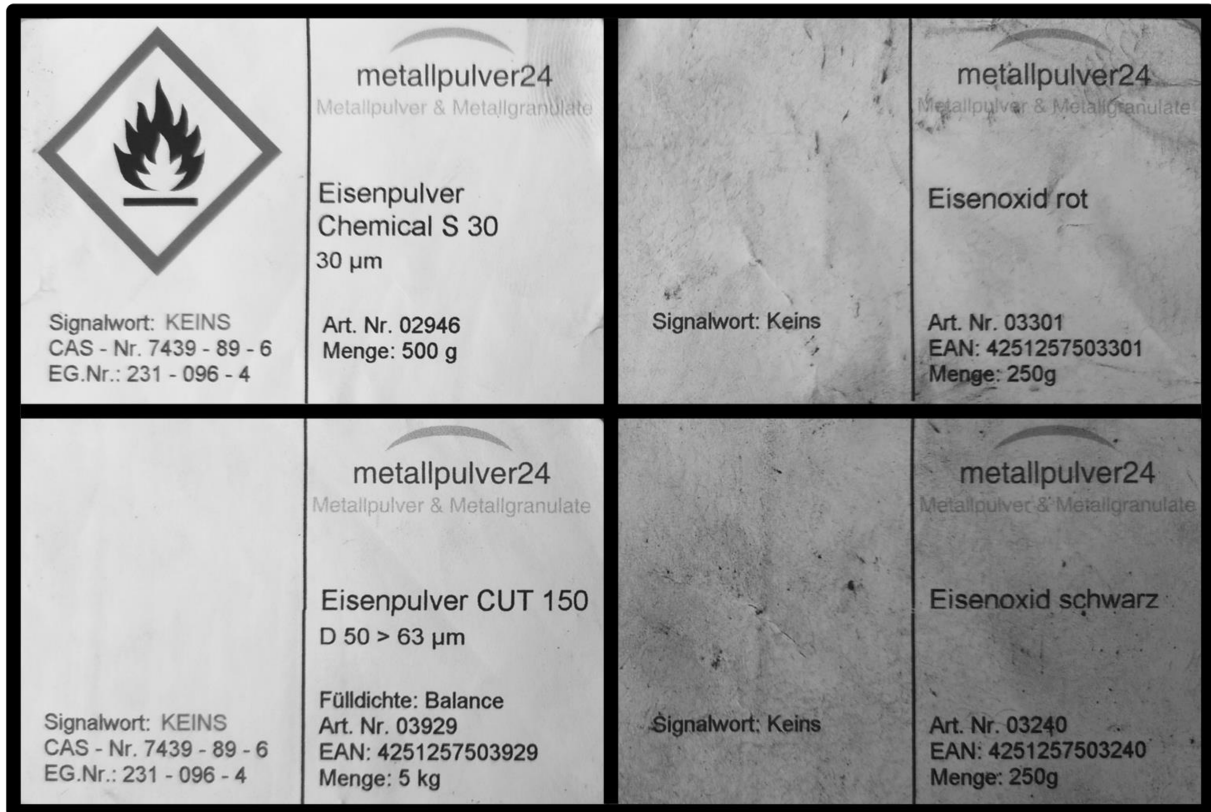 metallpulver24
Metallpulver & Metallgranulate
Eisenpulver
Chemical S 30
30 µm
Signalwort: KEINS
CAS - Nr. 7439 - 89 - 6
EG.Nr.: 231 - 096 - 4
Art. Nr. 02946
Menge: 500 g
metallpulver24
Metallpulver & Metallgranulate
Eisenoxid rot
Signalwort: Keins
Art. Nr. 03301
EAN: 4251257503301
Menge: 250g
metallpulver24
Metallpulver & Metallgranulate
Eisenpulver CUT 150
D 50 > 63 µm
Signalwort: KEINS
CAS - Nr. 7439 - 89 - 6
EG.Nr.: 231 - 096 - 4
Fülldichte: Balance
Art. Nr. 03929
EAN: 4251257503929
Menge: 5 kg
metallpulver24
Metallpulver & Metallgranulate
Eisenoxid schwarz
Signalwort: Keins
Art. Nr. 03240
EAN: 4251257503240
Menge: 250g